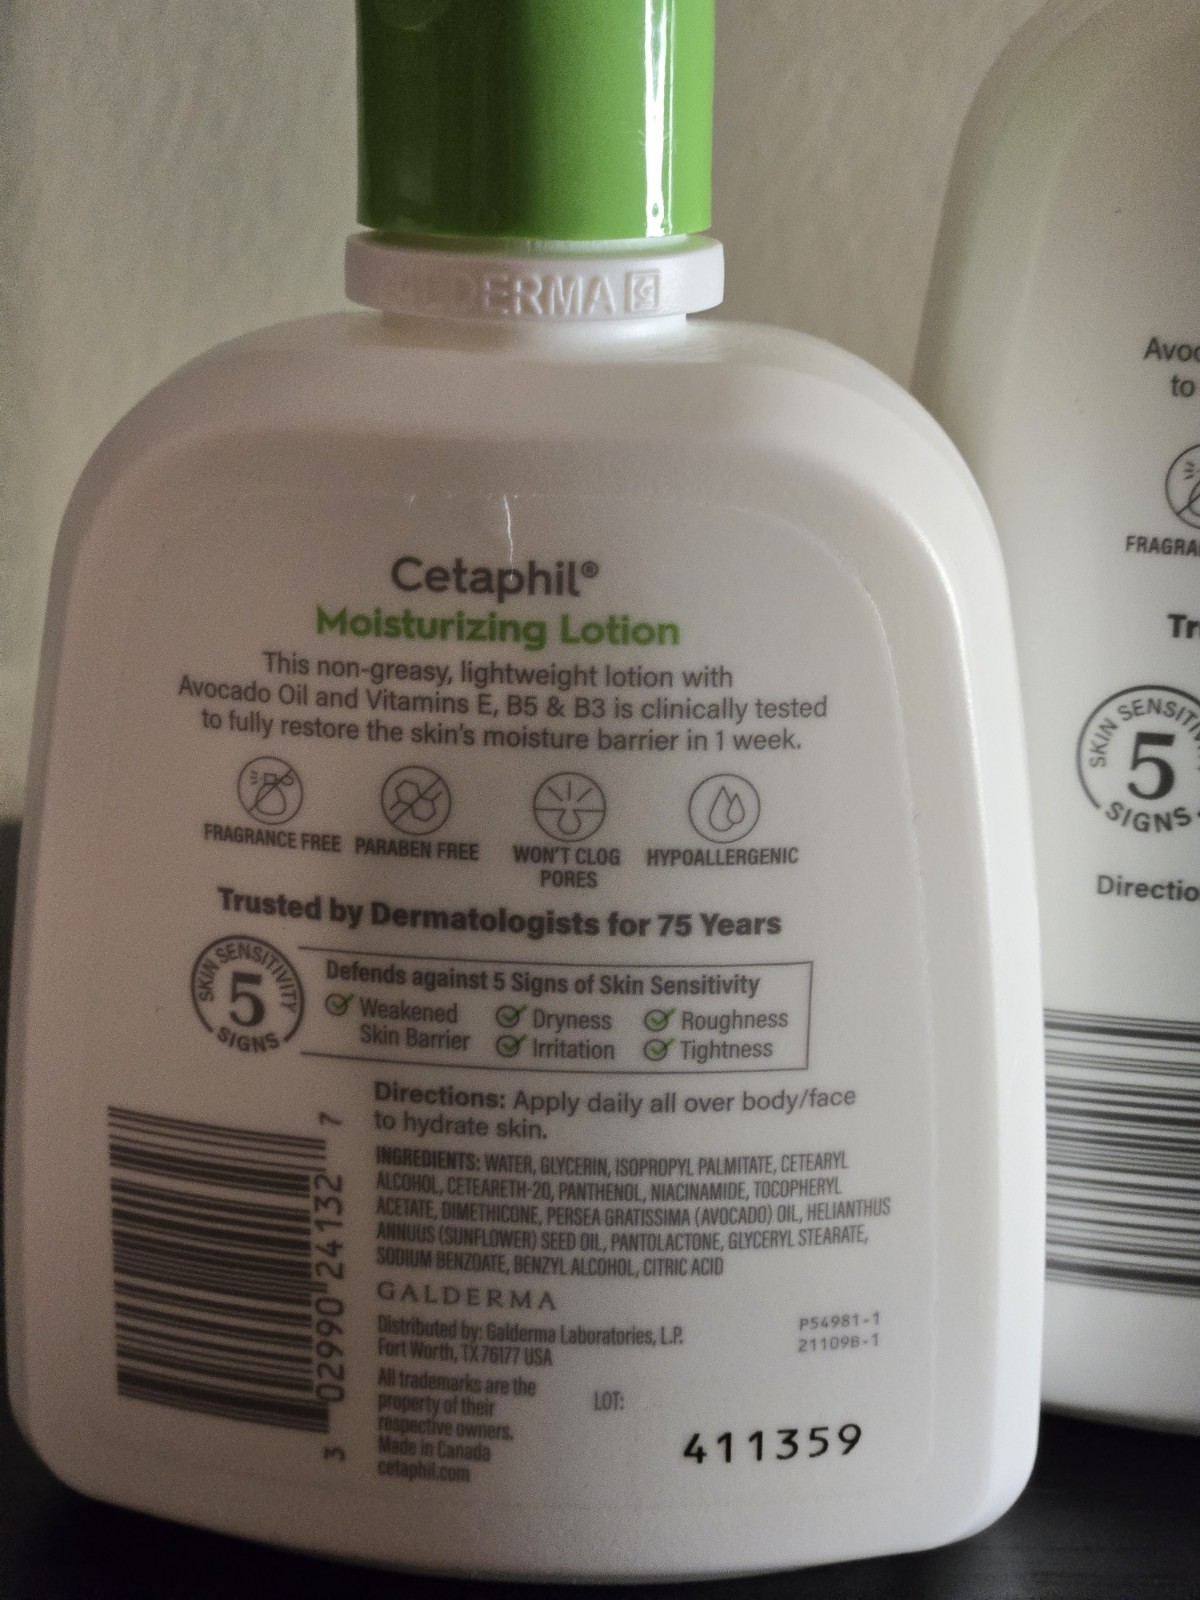 GALDERMA
Cetaphil®
Moisturizing Lotion
This non-greasy, lightweight lotion with
Avocado Oil and Vitamins E, B5 & B3 is clinically tested
to fully restore the skin's moisture barrier in 1 week.
FRAGRANCE FREE
PARABEN FREE
WON'T CLOG
PORES
HYPOALLERGENIC
Trusted by Dermatologists for 75 Years
SKIN SENSITIVITY
5
SIGNS
Defends against 5 Signs of Skin Sensitivity
Weakened
Skin Barrier
Dryness
Irritation
Roughness
Tightness
Directions: Apply daily all over body/face
to hydrate skin.
INGREDIENTS: WATER, GLYCERIN, ISOPROPYL PALMITATE, CETEARYL
ALCOHOL, CETEARETH-20, PANTHENOL, NIACINAMIDE, TOCOPHERYL
ACETATE, DIMETHICONE, PERSEA GRATISSIMA (AVOCADO) OIL, HELIANTHUS
ANNUUS (SUNFLOWER) SEED OIL, PANTOLACTONE, GLYCERYL STEARATE,
SODIUM BENZOATE, BENZYL ALCOHOL, CITRIC ACID
GALDERMA
Distributed by: Galderma Laboratories, L.P.
Fort Worth, TX 76177 USA
All trademarks are the
property of their
respective owners.
Made in Canada
cetaphil.com
P54981-1
21109B-1
LOT:
411359
3 02990 24132 7
Avoc
to
FRAGRA
Tr
SKIN SENSITIV
5
SIGNS
Directio